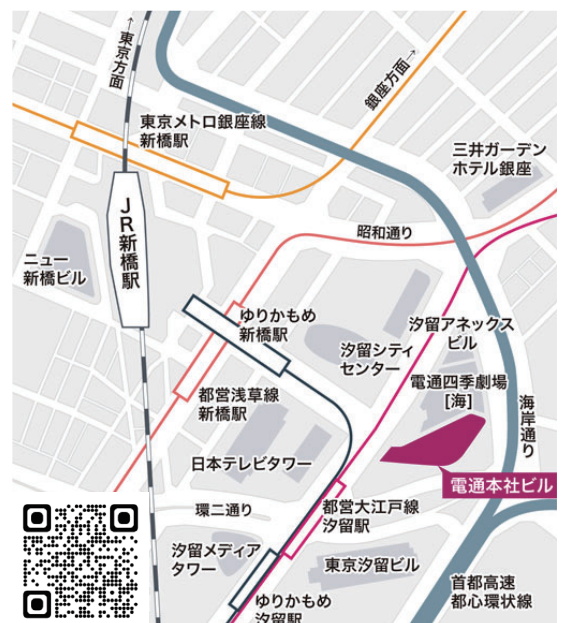 ←東京方面
銀座方面→
東京メトロ銀座線
新橋駅
三井ガーデン
ホテル銀座
JR新橋駅
昭和通り
ニュー
新橋ビル
ゆりかもめ
新橋駅
汐留アネックス
ビル
汐留シティ
センター
電通四季劇場
[海]
都営浅草線
新橋駅
海岸通り
日本テレビタワー
電通本社ビル
環二通り
都営大江戸線
汐留駅
汐留メディア
タワー
東京汐留ビル
首都高速
都心環状線
ゆりかもめ
汐留駅